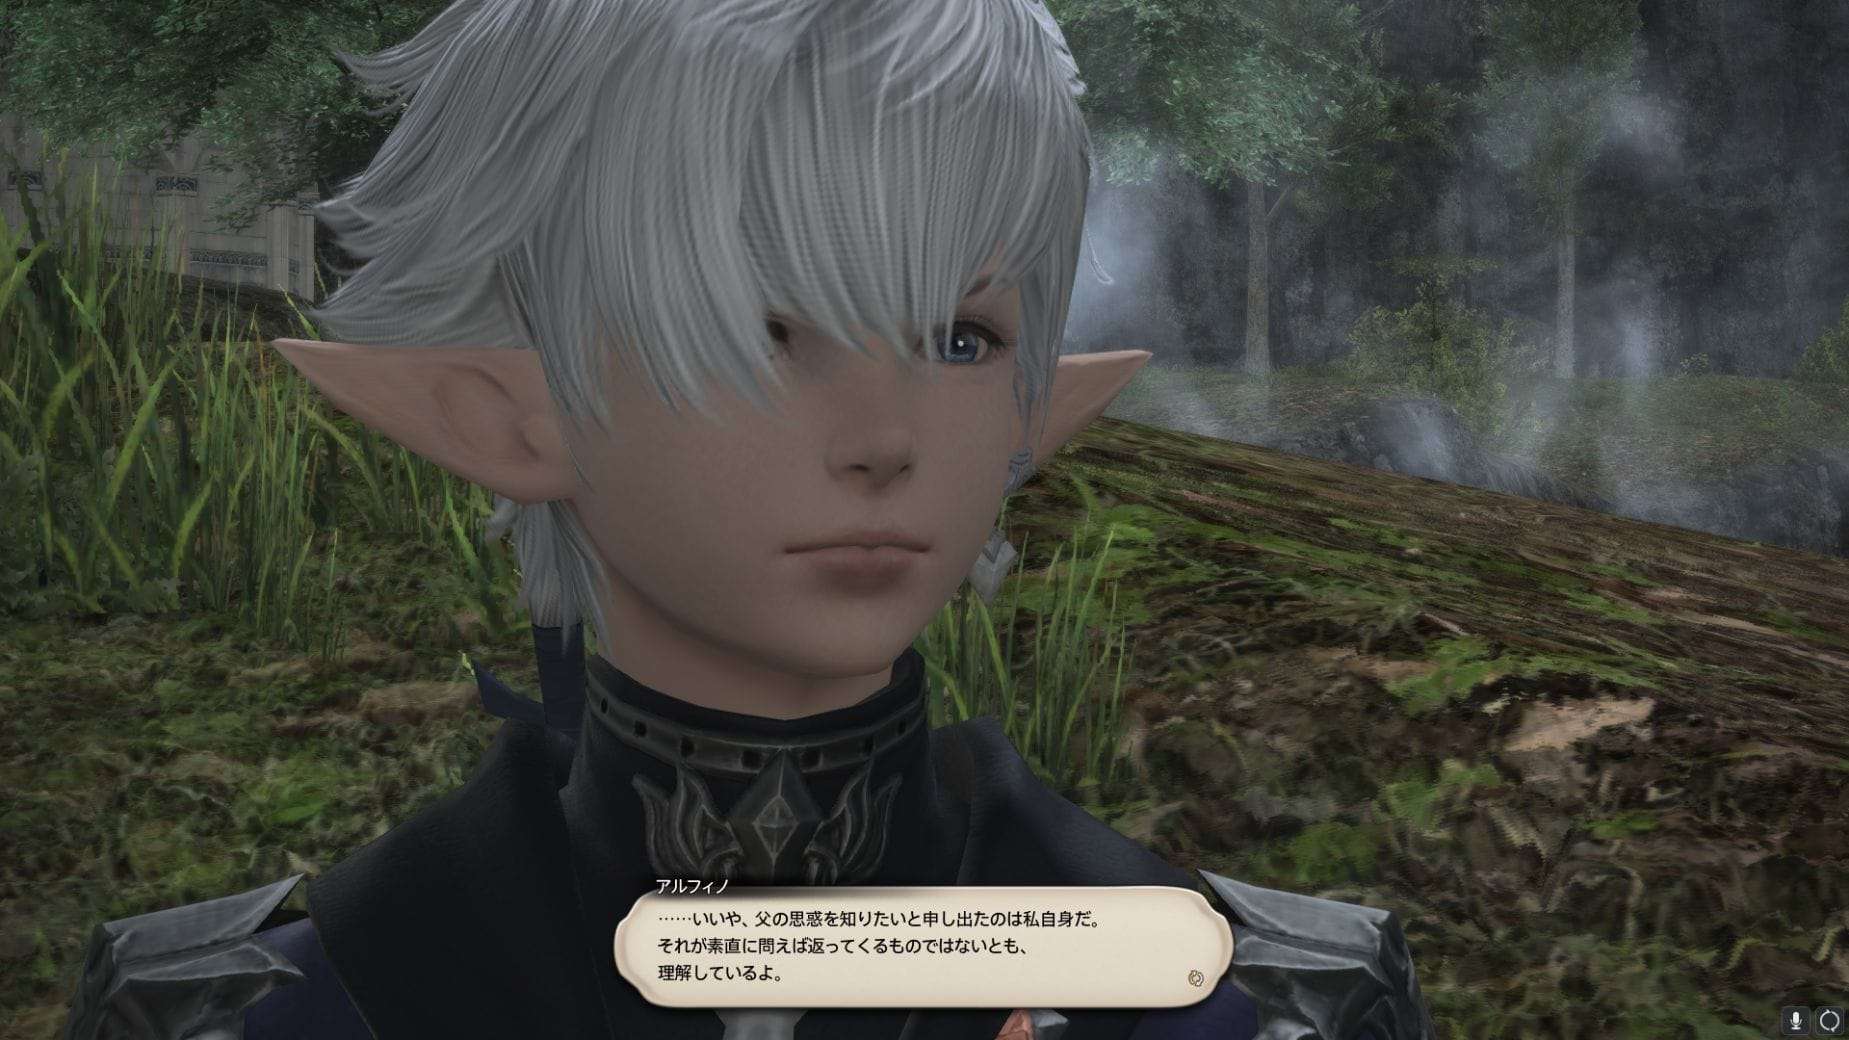 アルフィノ
……いいや、父の思惑を知りたいと申し出たのは私自身だ。
それが素直に問えば返ってくるものではないとも、
理解しているよ。